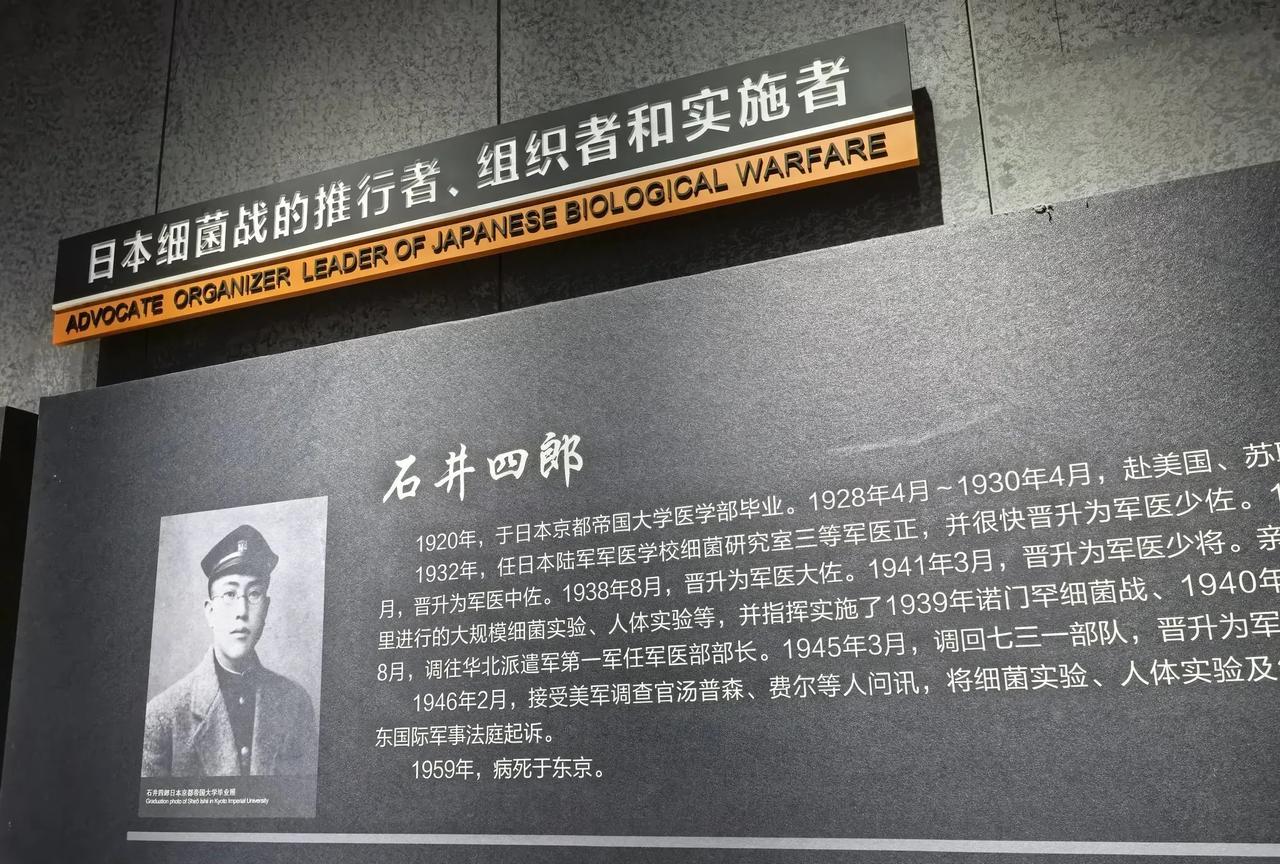 日本细菌战的推行者、组织者和实施者
ADVOCATE ORGANIZER LEADER OF JAPANESE BIOLOGICAL WARFARE
石井四郎
1920年，于日本京都帝国大学医学部毕业。1928年4月~1930年4月，赴美国、苏
1932年，任日本陆军军医学校细菌研究室三等军医正，并很快晋升为军医少佐。1
月，晋升为军医中佐。1938年8月，晋升为军医大佐。1941年3月，晋升为军医少将。亲
里进行的大规模细菌实验、人体实验等，并指挥实施了1939年诺门罕细菌战、1940年
8月，调往华北派遣军第一军任军医部部长。1945年3月，调回七三一部队，晋升为军
1946年2月，接受美军调查官汤普森、费尔等人问讯，将细菌实验、人体实验及
东国际军事法庭起诉。
1959年，病死于东京。
石井四郎日本京都帝国大学毕业照
Graduation photo of Shirō Ishii in Kyoto Imperial University